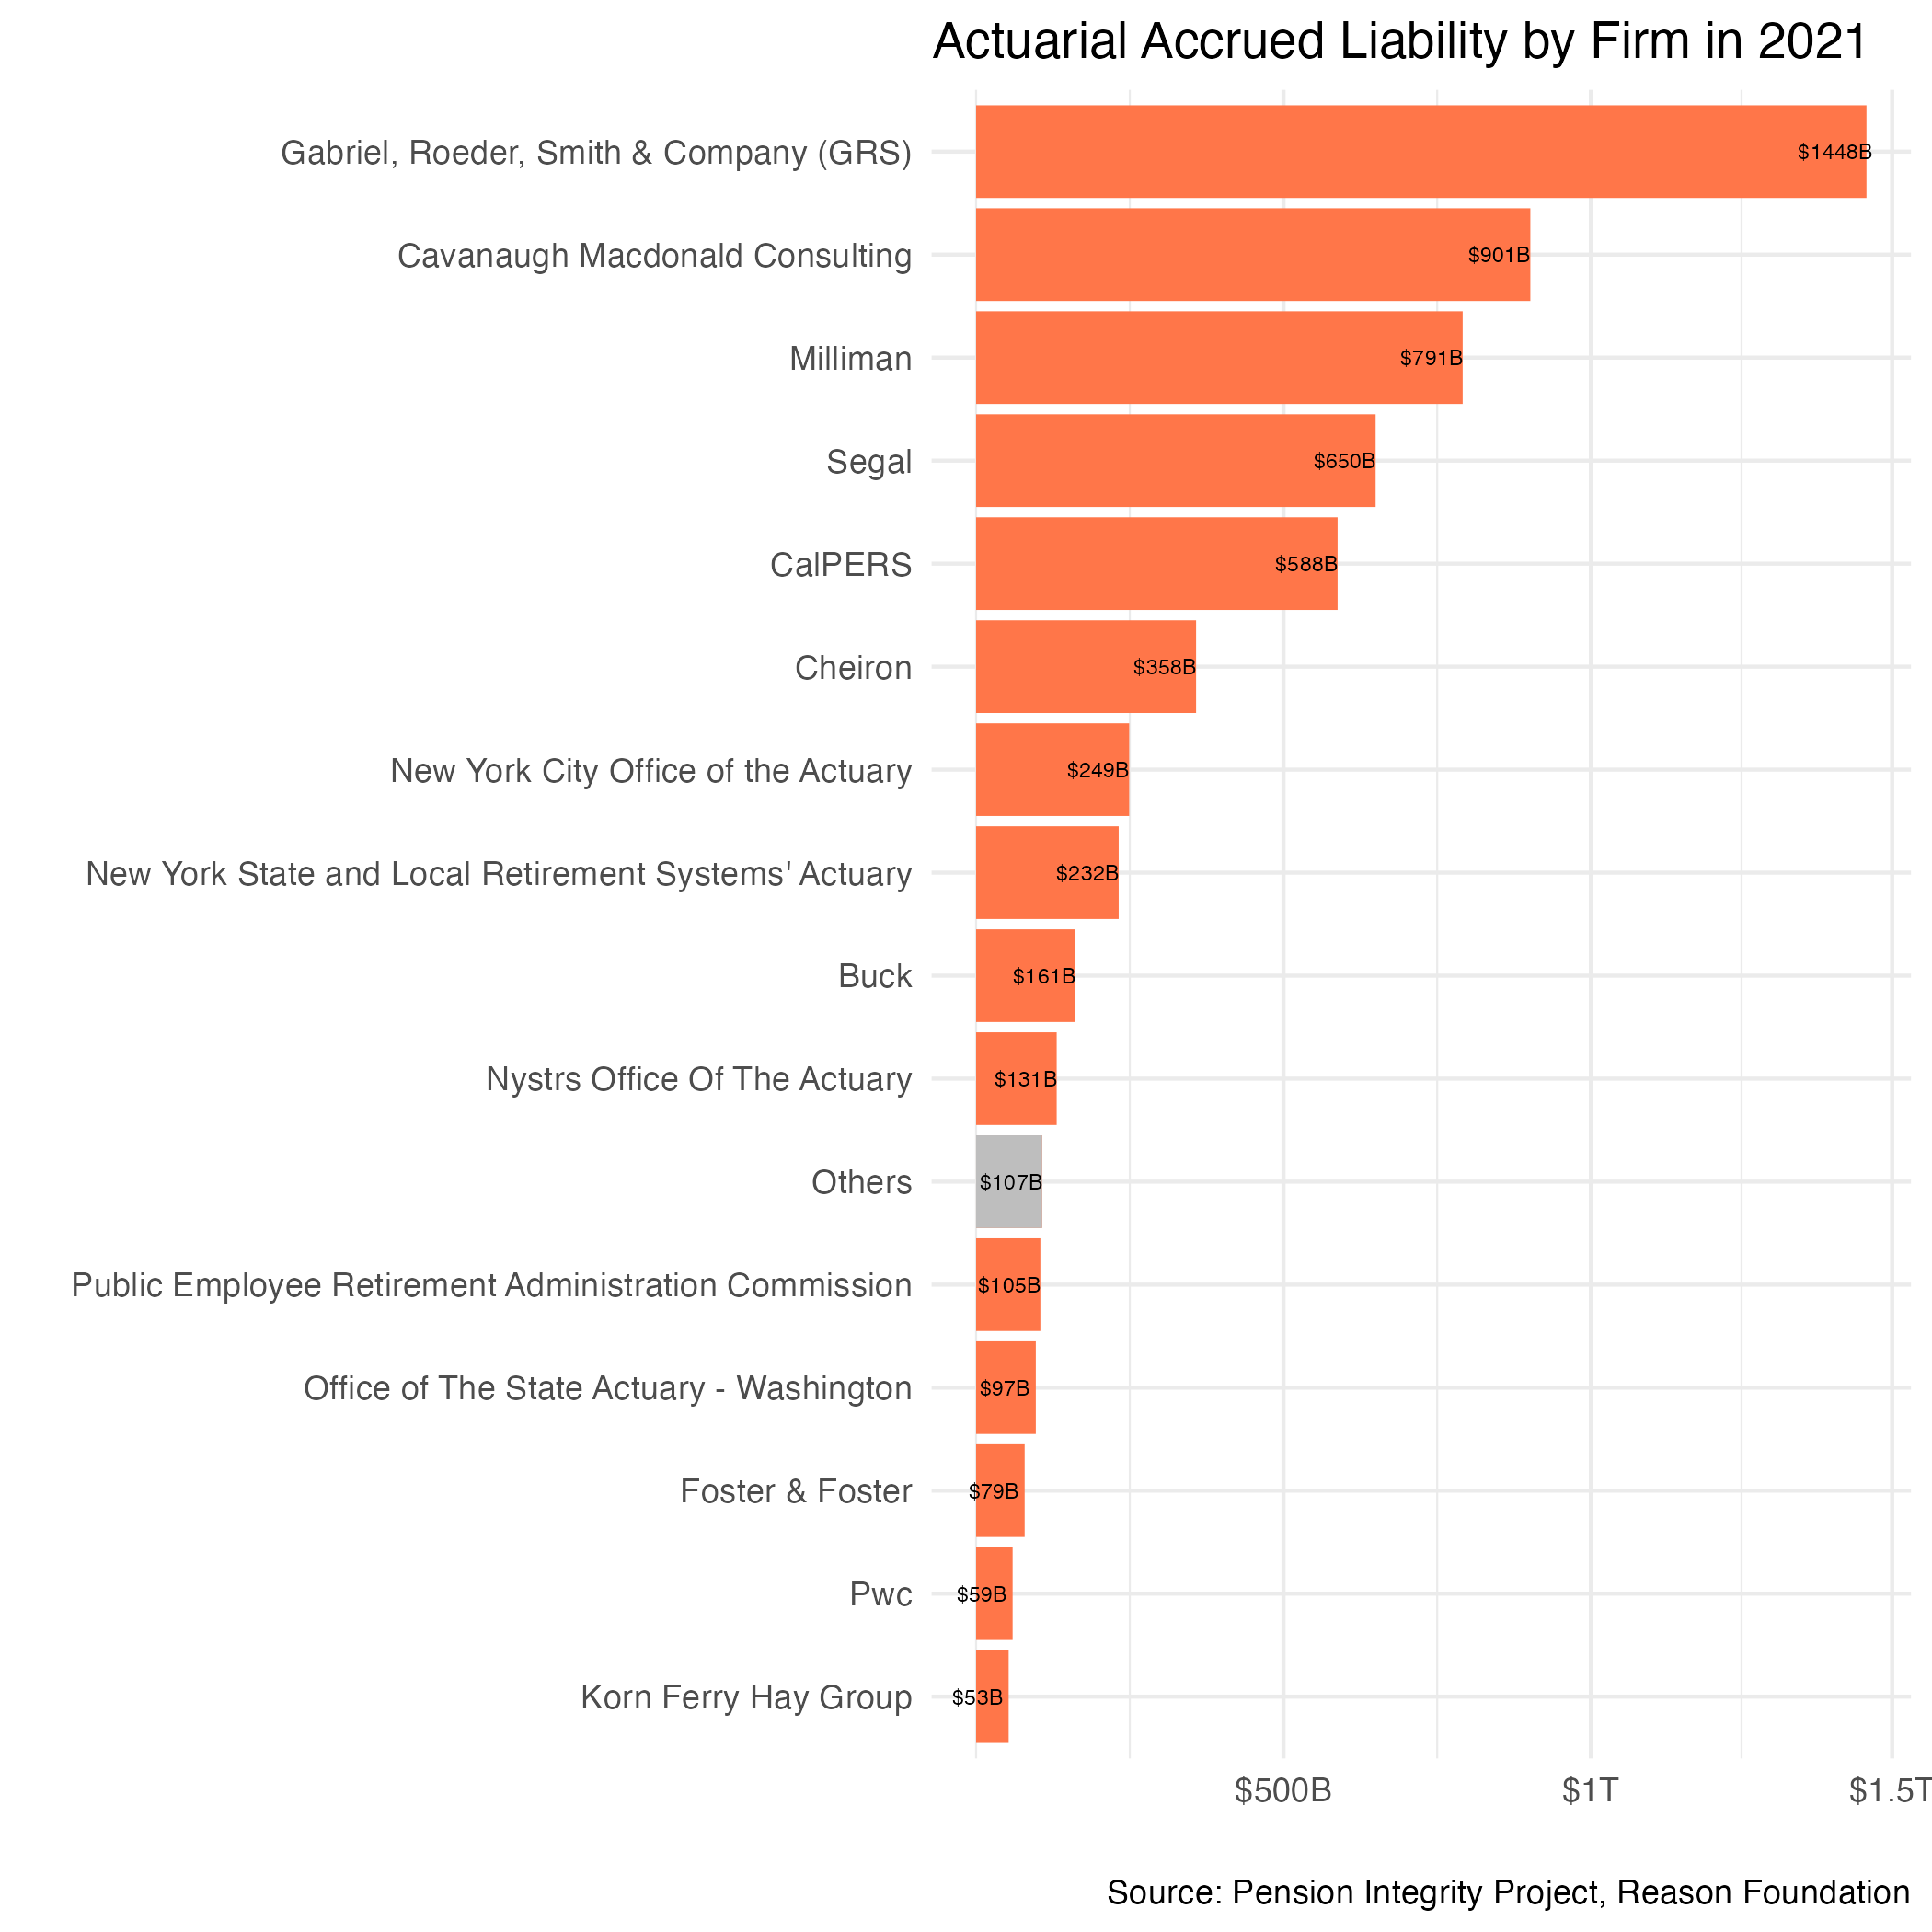 Actuarial Accrued Liability by Firm in 2021
Gabriel, Roeder, Smith & Company (GRS) $1448B
Cavanaugh Macdonald Consulting $901B
Milliman $791B
Segal $650B
CalPERS $588B
Cheiron $358B
New York City Office of the Actuary $249B
New York State and Local Retirement Systems' Actuary $232B
Buck $161B
Nystrs Office Of The Actuary $131B
Others $107B
Public Employee Retirement Administration Commission $105B
Office of The State Actuary - Washington $97B
Foster & Foster $79B
Pwc $59B
Korn Ferry Hay Group $53B
$500B $1T $1.5T
Source: Pension Integrity Project, Reason Foundation